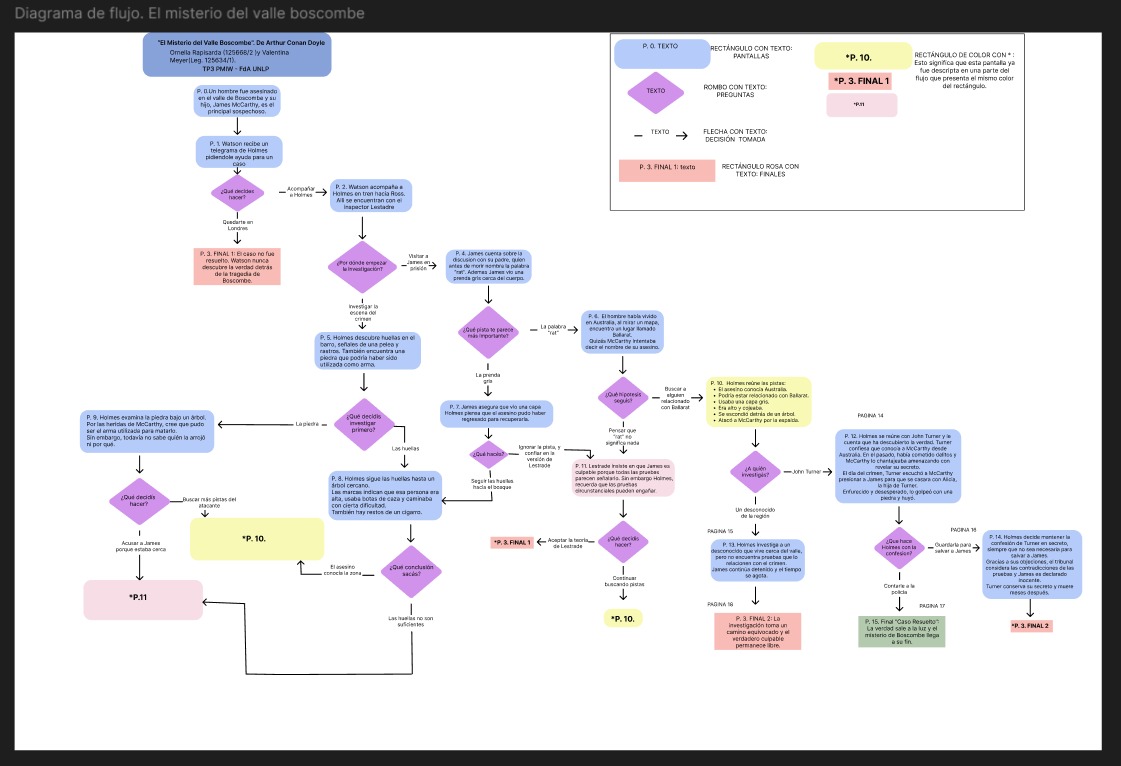 Diagrama de flujo. El misterio del valle boscombe
"El Misterio del Valle Boscombe". De Arthur Conan Doyle
Ornella Rapisarda (125668/2 )y Valentina
Meyer(Leg. 125634/1).
TP3 PMIW - FdA UNLP
P. 0. TEXTO
RECTÁNGULO CON TEXTO:
PANTALLAS
TEXTO
ROMBO CON TEXTO:
PREGUNTAS
TEXTO
FLECHA CON TEXTO:
DECISIÓN TOMADA
P. 3. FINAL 1: texto
RECTÁNGULO ROSA CON
TEXTO: FINALES
*P. 10.
*P. 3. FINAL 1
*P.11
RECTÁNGULO DE COLOR CON * :
Esto significa que esta pantalla ya
fue descripta en una parte del
flujo que presenta el mismo color
del rectángulo.
P. 0.Un hombre fue asesinado
en el valle de Boscombe y su
hijo, James McCarthy, es el
principal sospechoso.
P. 1. Watson recibe un
telegrama de Holmes
pidiendole ayuda para un
caso
¿Qué decides
hacer?
Acompañar
a Holmes
Quedarte en
Londres
P. 3. FINAL 1: El caso no fue
resuelto. Watson nunca
descubre la verdad detrás
de la tragedia de
Boscombe.
P. 2. Watson acompaña a
Holmes en tren hacia Ross.
Allí se encuentran con el
inspector Lestadre
¿Por dónde empezar
la investigación?
Visitar a
James en
prisión
Investigar la
escena del
crimen
P. 4. James cuenta sobre la
discusion con su padre, quien
antes de morir nombra la palabra
"rat". Ademas James vio una
prenda gris cerca del cuerpo.
¿Qué pista te parece
mas importante?
La palabra
"rat"
La prenda
gris
P. 5. Holmes descubre huellas en el
barro, señales de una pelea y
rastros. También encuentra una
piedra que podría haber sido
utilizada como arma.
P. 6. El hombre había vivido
en Australia, al mirar un mapa,
encuentra un lugar llamado
Ballarat.
Quizás McCarthy intentaba
decir el nombre de su asesino.
¿Qué hipotesis
seguis?
Buscar a
alguien
relacionado
con Ballarat
Pensar que
"rat" no
significa nada
P. 7. James asegura que vio una capa
Holmes piensa que el asesino pudo haber
regresado para recuperarla.
¿Qué hacés?
Ignorar la pista, y
confiar en la
versión de
Lestrade
Seguir las huellas
hacia el bosque
¿Qué decidís
investigar
primero?
La piedra
Las huellas
P. 8. Holmes sigue las huellas hasta un
árbol cercano.
Las marcas indican que esa persona era
alta, usaba botas de caza y caminaba
con cierta dificultad.
También hay restos de un cigarro.
¿Qué conclusión
sacás?
El asesino
conocía la zona
Las huellas no son
suficientes
P. 9. Holmes examina la piedra bajo un árbol.
Por las heridas de McCarthy, cree que pudo
ser el arma utilizada para matarlo.
Sin embargo, todavía no sabe quién la arrojó
ni por qué.
¿Qué decidís
hacer?
Buscar más pistas del
atacante
Acusar a James
porque estaba cerca
*P. 10.
*P.11
P. 10. Holmes reúne las pistas:
• El asesino conocía Australia.
• Podría estar relacionado con Ballarat.
• Usaba una capa gris.
• Era alto y cojeaba.
• Se escondió detrás de un árbol.
• Atacó a McCarthy por la espalda.
¿A quién
investigás?
John Turner
Un desconocido
de la región
P. 11. Lestrade insiste en que James es
culpable porque todas las pruebas
parecen señalarlo. Sin embargo Holmes,
recuerda que las pruebas
circunstanciales pueden engañar
¿Qué decidís
hacer?
Aceptar la teoría
de Lestrade
*P. 3. FINAL 1
Continuar
buscando pistas
*P. 10.
PAGINA 14
P. 12. Holmes se reúne con John Turner y le
cuenta que ha descubierto la verdad. Turner
confiesa que conocía a McCarthy desde
Australia. En el pasado, había cometido delitos y
McCarthy lo chantajeaba amenazando con
revelar su secreto.
El día del crimen, Turner escuchó a McCarthy
presionar a James para que se casara con Alicia,
la hija de Turner.
Enfurecido y desesperado, lo golpeó con una
piedra y huyó.
¿Que hace
Holmes con la
confesión?
Guardarla para
salvar a James
Contarle a la
policía
PAGINA 15
P. 13. Holmes investiga a un
desconocido que vive cerca del valle,
pero no encuentra pruebas que lo
relacionen con el crimen.
James continúa detenido y el tiempo
se agota.
PAGINA 16
P. 14. Holmes decide mantener la
confesión de Turner en secreto,
siempre que no sea necesaria para
salvar a James.
Gracias a sus objeciones, el tribunal
considera las contradicciones de las
pruebas y James es declarado
inocente.
Turner conserva su secreto y muere
meses después.
*P. 3. FINAL 2
PAGINA 17
P. 15. Final "Caso Resuelto":
La verdad sale a la luz y el
misterio de Boscombe llega
a su fin.
PAGINA 18
P. 3. FINAL 2: La
investigación toma un
camino equivocado y el
verdadero culpable
permanece libre.